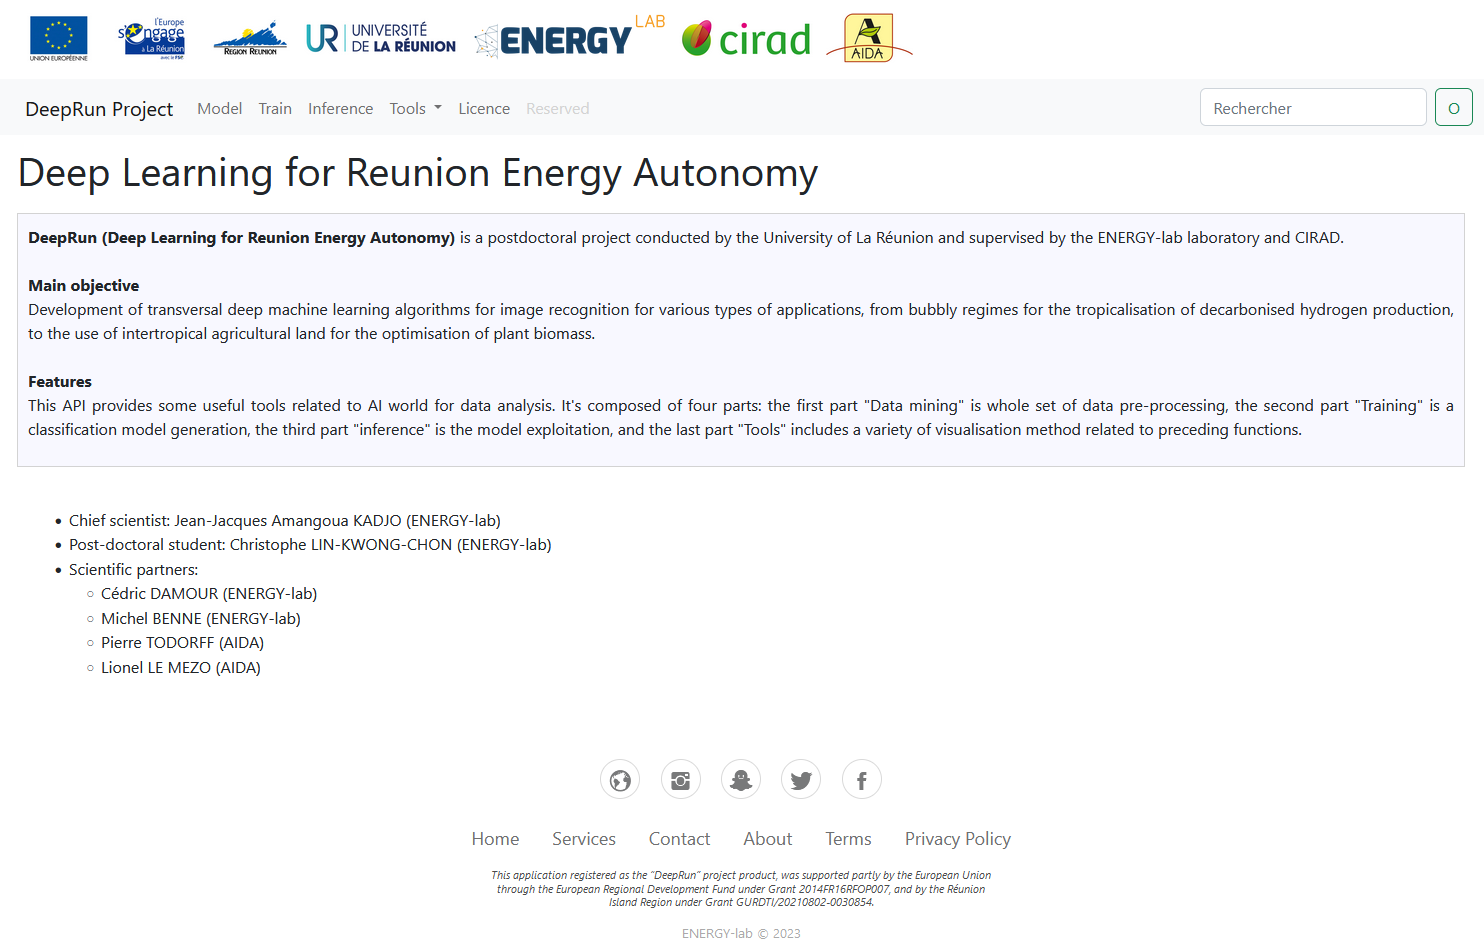 UNION EUROPÉENNE
l'Europe
s'engage
à La Réunion
avec le FSE
REGION REUNION
UR UNIVERSITÉ
DE LA RÉUNION
ENERGY LAB
cirad
AIDA
DeepRun Project Model Train Inference Tools Licence Reserved Rechercher O
Deep Learning for Reunion Energy Autonomy
DeepRun (Deep Learning for Reunion Energy Autonomy) is a postdoctoral project conducted by the University of La Réunion and supervised by the ENERGY-lab laboratory and CIRAD.
Main objective
Development of transversal deep machine learning algorithms for image recognition for various types of applications, from bubbly regimes for the tropicalisation of decarbonised hydrogen production,
to the use of intertropical agricultural land for the optimisation of plant biomass.
Features
This API provides some useful tools related to AI world for data analysis. It's composed of four parts: the first part "Data mining" is whole set of data pre-processing, the second part "Training" is a
classification model generation, the third part "inference" is the model exploitation, and the last part "Tools" includes a variety of visualisation method related to preceding functions.
• Chief scientist: Jean-Jacques Amangoua KADJO (ENERGY-lab)
• Post-doctoral student: Christophe LIN-KWONG-CHON (ENERGY-lab)
• Scientific partners:
○ Cédric DAMOUR (ENERGY-lab)
○ Michel BENNE (ENERGY-lab)
○ Pierre TODORFF (AIDA)
○ Lionel LE MEZO (AIDA)
Home Services Contact About Terms Privacy Policy
This application registered as the “DeepRun” project product, was supported partly by the European Union
through the European Regional Development Fund under Grant 2014FR16RFOP007, and by the Réunion
Island Region under Grant GURDTI/20210802-0030854.
ENERGY-lab © 2023